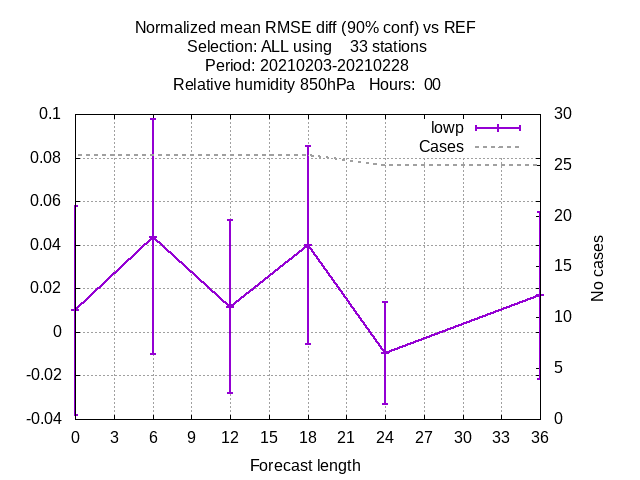 Normalized mean RMSE diff (90% conf) vs REF
Selection: ALL using    33 stations
Period: 20210203-20210228
Relative humidity 850hPa   Hours:  00
lowp
Cases
0.1
0.08
0.06
0.04
0.02
0
-0.02
-0.04
30
25
20
15
10
5
0
No cases
0 3 6 9 12 15 18 21 24 27 30 33 36
Forecast length